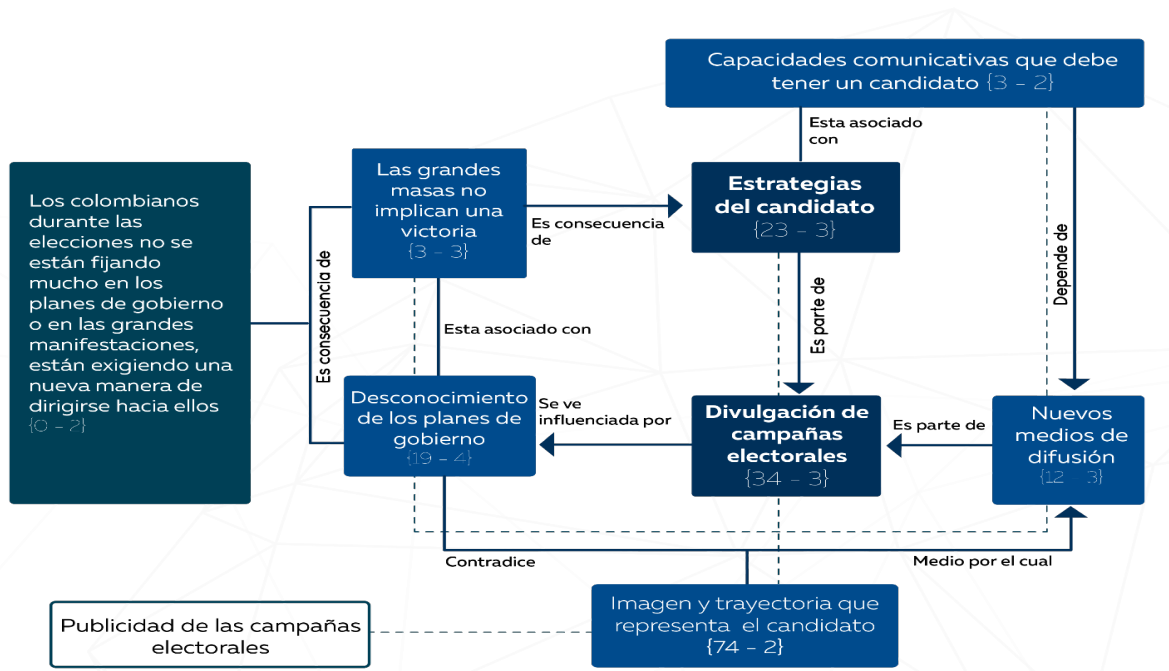 Capacidades comunicativas que debe
tener un candidato {3 - 2}
Esta asociado
con
Los colombianos
durante las
elecciones no se
están fijando
mucho en los
planes de gobierno
o en las grandes
manifestaciones,
están exigiendo una
nueva manera de
dirigirse hacia ellos
{0 - 2}
Es consecuencia de
Las grandes
masas no
implican una
victoria
{3 - 3}
Es consecuencia
de
Estrategias
del candidato
{23 - 3}
Depende de
Es parte de
Esta asociado con
Desconocimiento
de los planes de
gobierno
{19 - 4}
Se ve
influenciada por
Divulgación de
campañas
electorales
{34 - 3}
Es parte de
Nuevos
medios de
difusión
{12 - 3}
Contradice
Medio por el cual
Imagen y trayectoria que
representa el candidato
{74 - 2}
Publicidad de las campañas
electorales